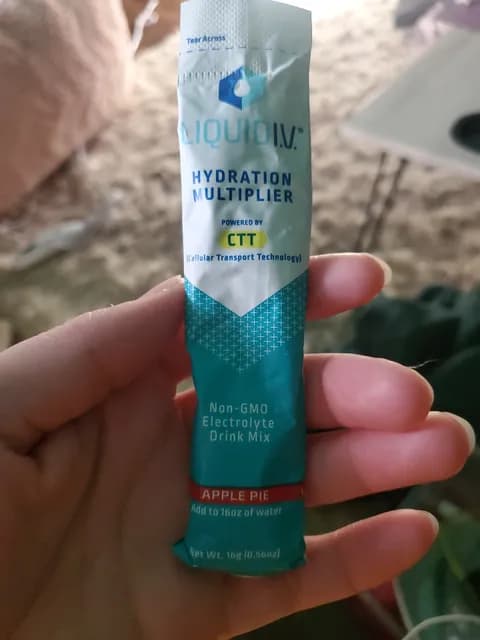 Tear Across
LIQUID I.V.™
HYDRATION
MULTIPLIER
POWERED BY
CTT
(Cellular Transport Technology)
Non-GMO
Electrolyte
Drink Mix
APPLE PIE
Add to 16oz of water
Net Wt. 16g (0.56oz)